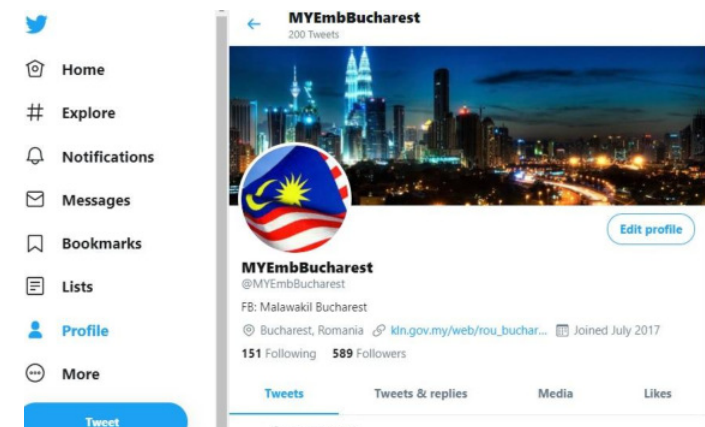 MYEmbBucharest
200 Tweets
Home
Explore
Notifications
Messages
Bookmarks
Lists
Profile
More
Tweet
Edit profile
MYEmbBucharest
@MYEmbBucharest
FB: Malawakil Bucharest
Bucharest, Romania kln.gov.my/web/rou_buchar... Joined July 2017
151 Following 589 Followers
Tweets Tweets & replies Media Likes